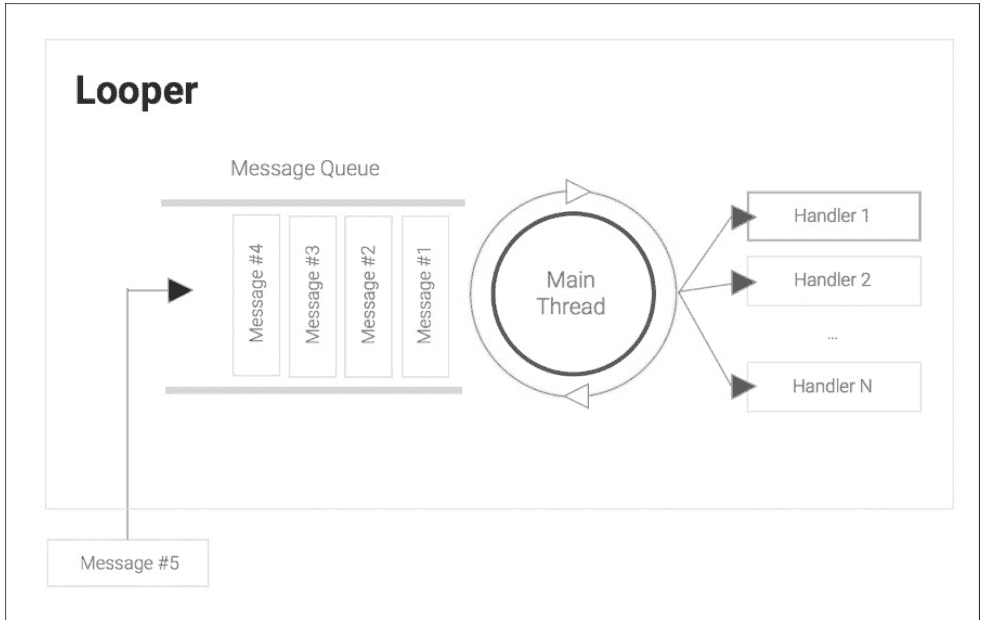 Looper
Message Queue
Message #4
Message #3
Message #2
Message #1
Main
Thread
Handler 1
Handler 2
...
Handler N
Message #5